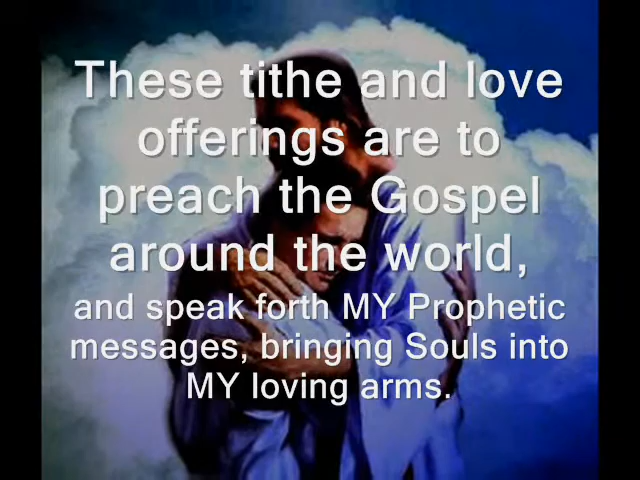 These tithe and love
offerings are to
preach the Gospel
around the world,
and speak forth MY Prophetic
messages, bringing Souls into
MY loving arms.